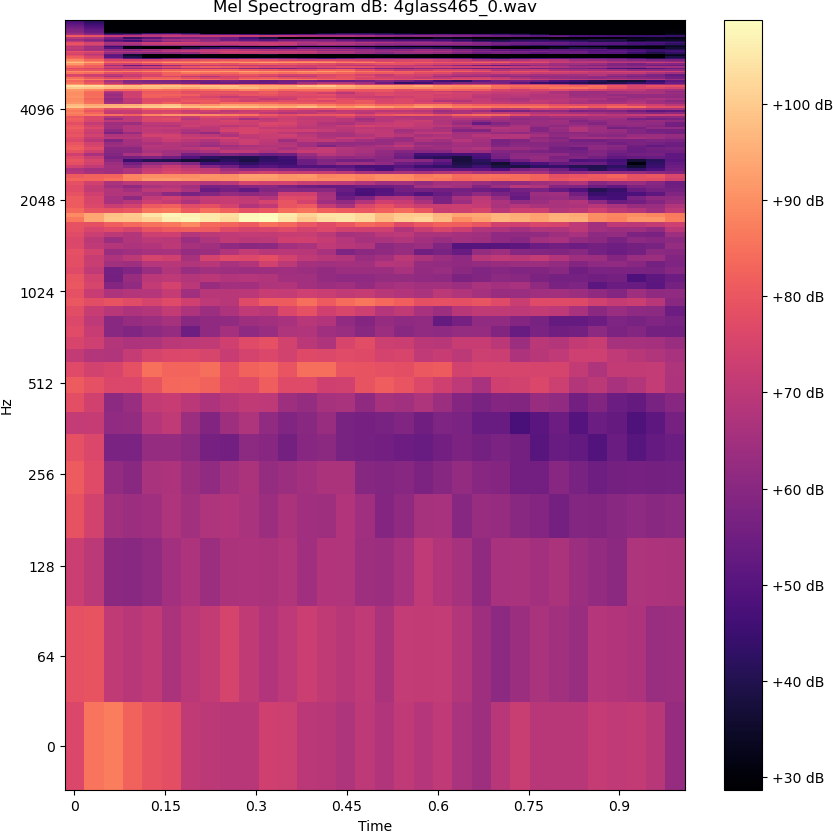 Mel Spectrogram dB: 4glass465_0.wav
4096
2048
1024
512
256
128
64
0
Hz
0 0.15 0.3 0.45 0.6 0.75 0.9
Time
+100 dB
+90 dB
+80 dB
+70 dB
+60 dB
+50 dB
+40 dB
+30 dB